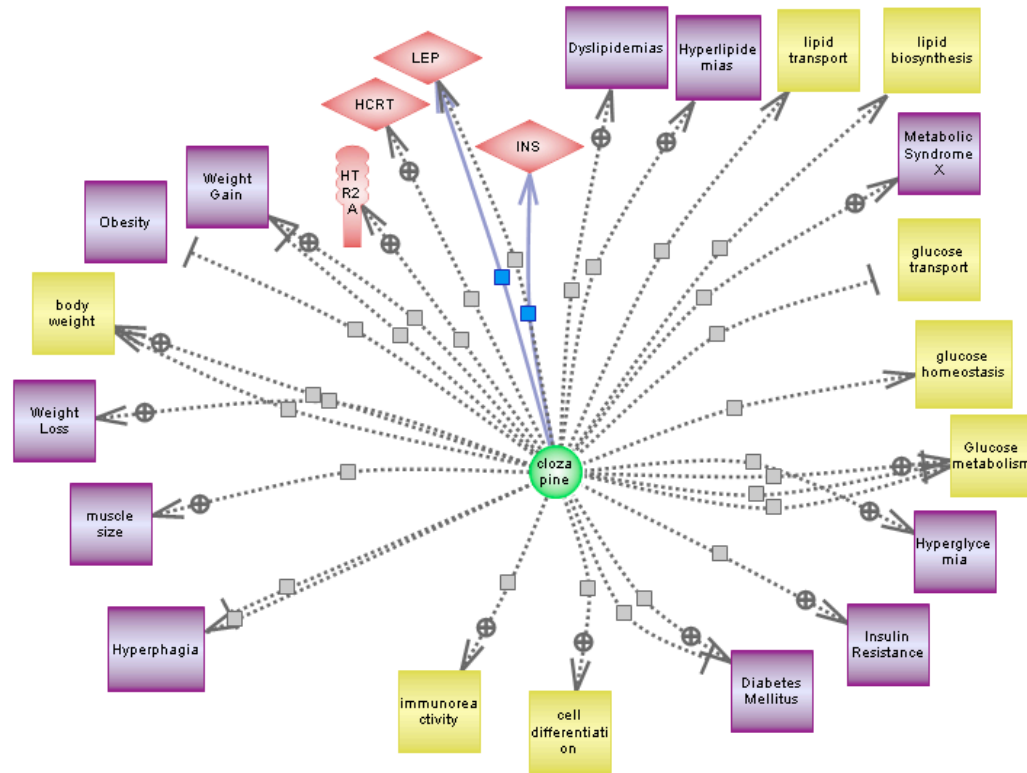 LEP
Dyslipidemias
Hyperlipide
mias
lipid
transport
lipid
biosynthesis
HCRT
INS
Metabolic
Syndrome
X
HT
R2
A
Weight
Gain
Obesity
glucose
transport
body
weight
glucose
homeostasis
Weight
Loss
Glucose
metabolism
cloza
pine
muscle
size
Hyperglyce
mia
Hyperphagia
Insulin
Resistance
immunorea
ctivity
cell
differentiati
on
Diabetes
Mellitus